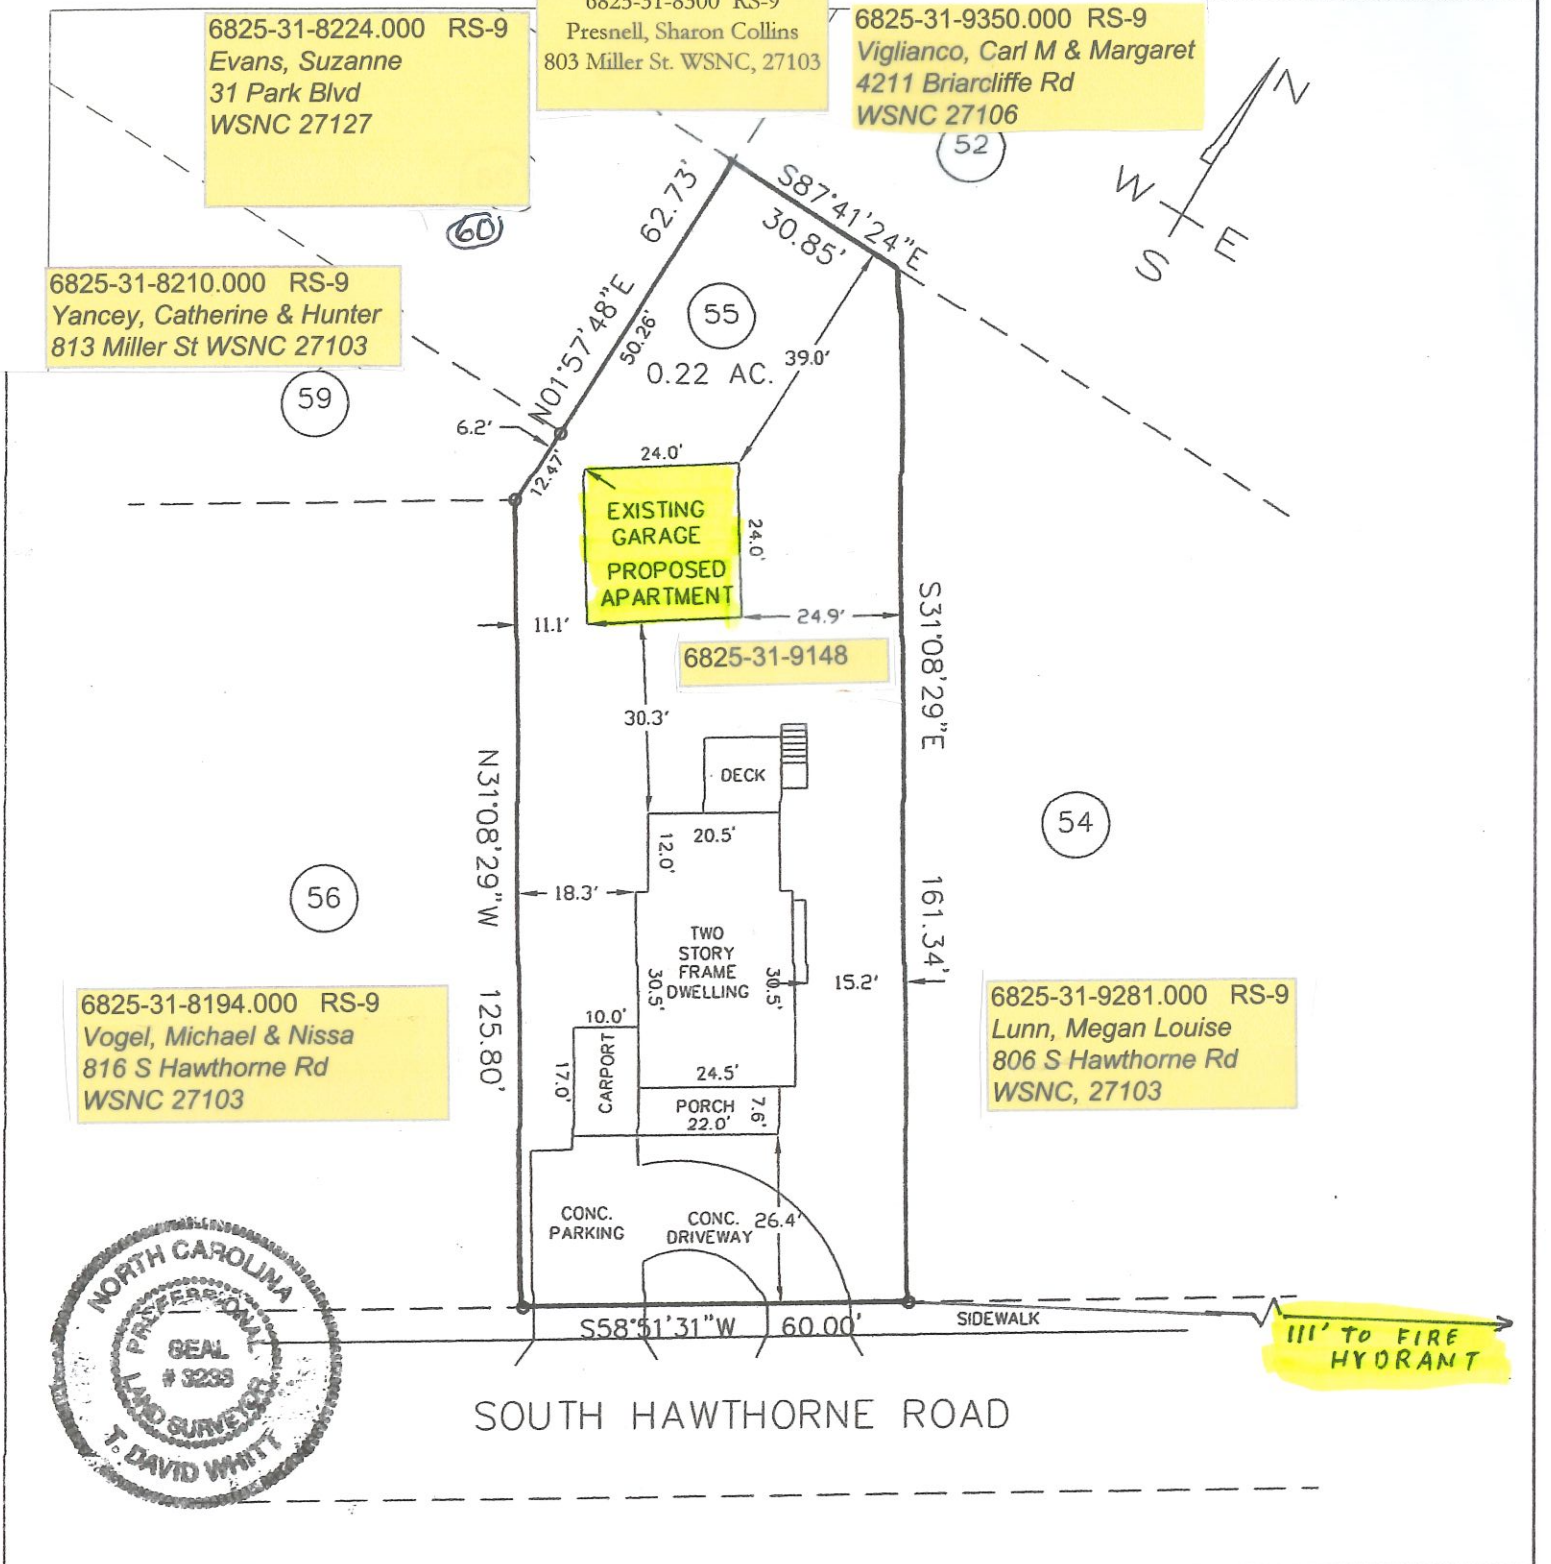 6825-31-8224.000 RS-9
Evans, Suzanne
31 Park Blvd
WSNC 27127
6825-31-8300 RS-9
Presnell, Sharon Collins
803 Miller St. WSNC, 27103
6825-31-9350.000 RS-9
Viglianco, Carl M & Margaret
4211 Briarcliffe Rd
WSNC 27106
52
N
W
E
S
60
62.73'
S87°41'24"E
30.85'
6825-31-8210.000 RS-9
Yancey, Catherine & Hunter
813 Miller St WSNC 27103
59
N01°57'48"E
50.26'
55
0.22 AC.
39.0'
6.2'
12.47'
24.0'
EXISTING
GARAGE
PROPOSED
APARTMENT
24.0'
11.1'
24.9'
6825-31-9148
S31°08'29"E
161.34'
30.3'
DECK
20.5'
12.0'
N31°08'29"W
125.80'
18.3'
56
54
TWO
STORY
FRAME
DWELLING
30.5'
30.5'
15.2'
6825-31-8194.000 RS-9
Vogel, Michael & Nissa
816 S Hawthorne Rd
WSNC 27103
6825-31-9281.000 RS-9
Lunn, Megan Louise
806 S Hawthorne Rd
WSNC, 27103
10.0'
17.0'
CARPORT
24.5'
PORCH
22.0'
7.6'
CONC.
PARKING
CONC.
DRIVEWAY
26.4'
NORTH CAROLINA
SEAL
LAND SURVEYOR
T. DAVID WHITT
S58°51'31"W 60.00'
SIDEWALK
111' TO FIRE
HYDRANT
SOUTH HAWTHORNE ROAD